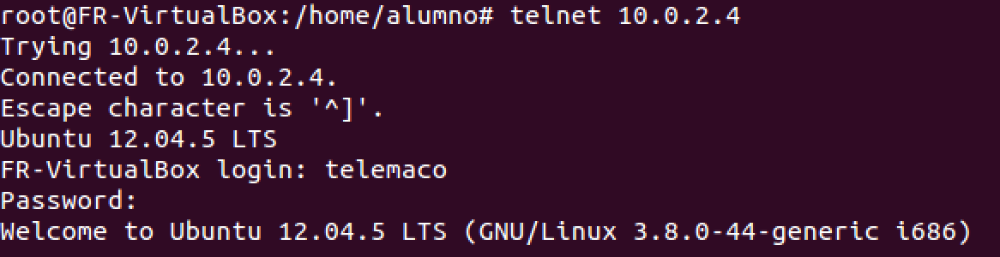 root@FR-VirtualBox:/home/alumno# telnet 10.0.2.4
Trying 10.0.2.4...
Connected to 10.0.2.4.
Escape character is '^]'.
Ubuntu 12.04.5 LTS
FR-VirtualBox login: telemaco
Password:
Welcome to Ubuntu 12.04.5 LTS (GNU/Linux 3.8.0-44-generic i686)